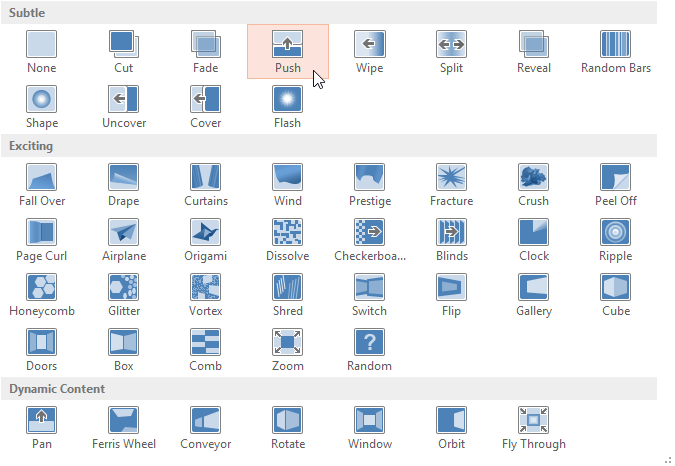 Subtle
None Cut Fade Push Wipe Split Reveal Random Bars
Shape Uncover Cover Flash
Exciting
Fall Over Drape Curtains Wind Prestige Fracture Crush Peel Off
Page Curl Airplane Origami Dissolve Checkerboa... Blinds Clock Ripple
Honeycomb Glitter Vortex Shred Switch Flip Gallery Cube
?
Doors Box Comb Zoom Random
Dynamic Content
Pan Ferris Wheel Conveyor Rotate Window Orbit Fly Through